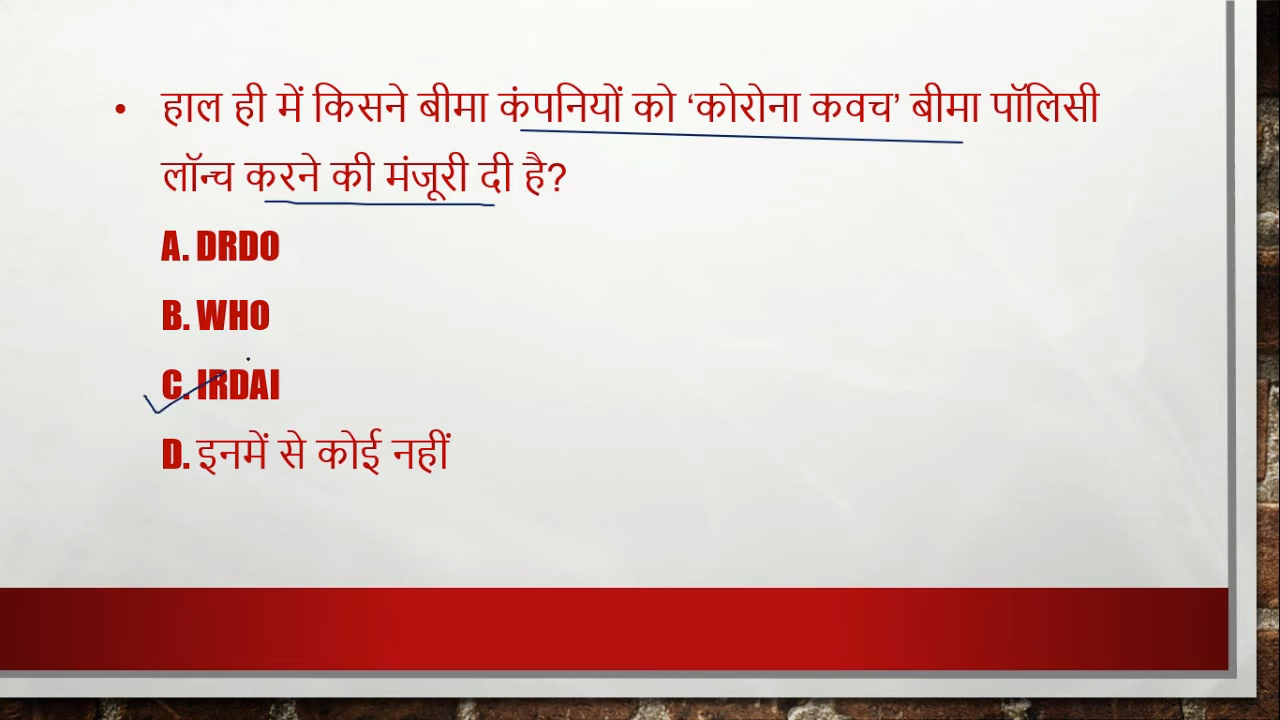 • हाल ही में किसने बीमा कंपनियों को ‘कोरोना कवच’ बीमा पॉलिसी
लॉन्च करने की मंजूरी दी है?
A. DRDO
B. WHO
C. IRDAI
D. इनमें से कोई नहीं